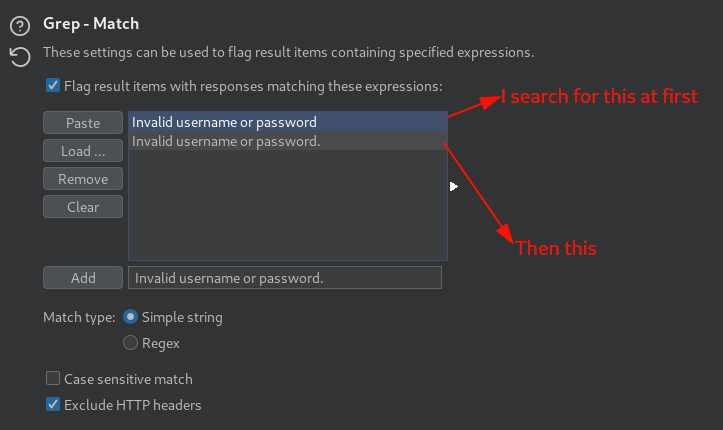 Grep - Match
These settings can be used to flag result items containing specified expressions.
Flag result items with responses matching these expressions:
Paste
Invalid username or password
I search for this at first
Load ...
Invalid username or password.
Remove
Clear
Then this
Add
Invalid username or password.
Match type:
Simple string
Regex
Case sensitive match
Exclude HTTP headers